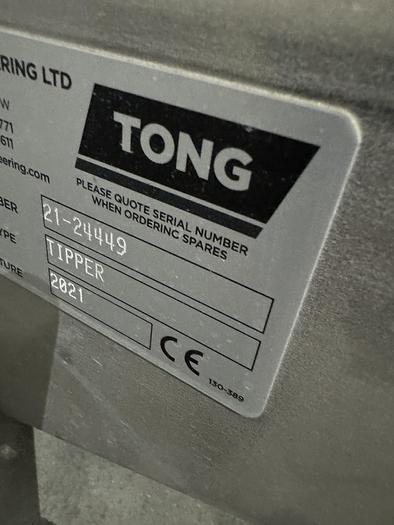 ERING LTD
TONG
W
771
611
ering.com
PLEASE QUOTE SERIAL NUMBER
WHEN ORDERING SPARES
BER 21-24449
YPE TIPPER
TURE 2021
CE
130-389